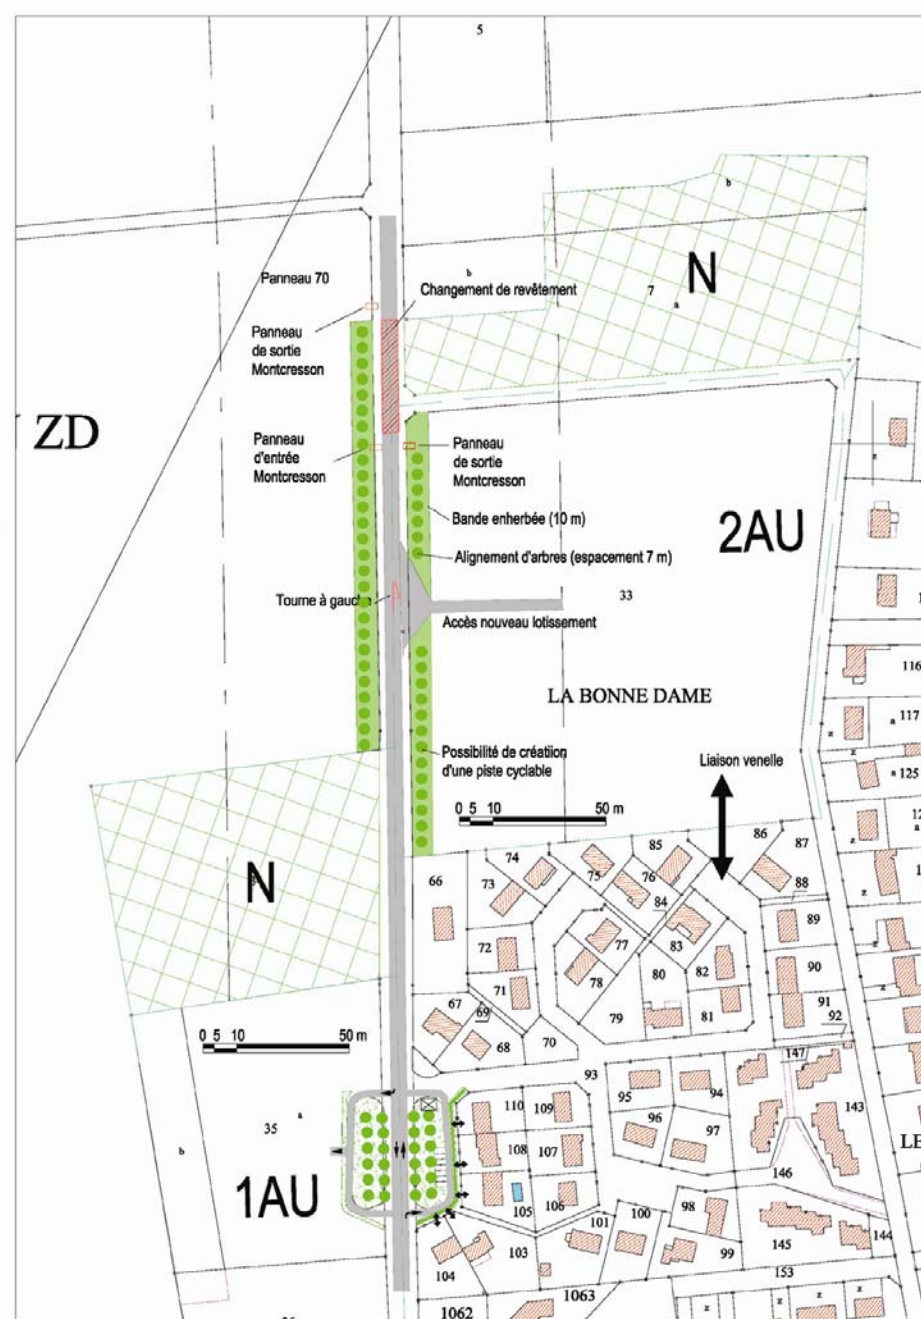 5
b
N
Panneau 70
b
Changement de revêtement
7
a
Panneau
de sortie
Montcresson
ZD
Panneau
d'entrée
Montcresson
Panneau
de sortie
Montcresson
z
Bande enherbée (10 m)
2AU
Alignement d'arbres (espacement 7 m)
Tourne à gauc
33
Accès nouveau lotissement
116
LA BONNE DAME
a 117
z
z
Possibilité de créatiion
d'une piste cyclable
Liaison venelle
a 125
0 5 10 50 m
z
N
66
74
73
75
85
76
84
86
87
88
z
89
72
77
83
z
78
80
82
90
71
67
69
68
70
79
81
91
92
z
0 5 10 50 m
147
93
35
a
b
110
109
95
94
143
96
97
108
107
LE
146
1AU
105
106
98
100
101
104
103
99
145
144
153
1062
1063
z
z
z